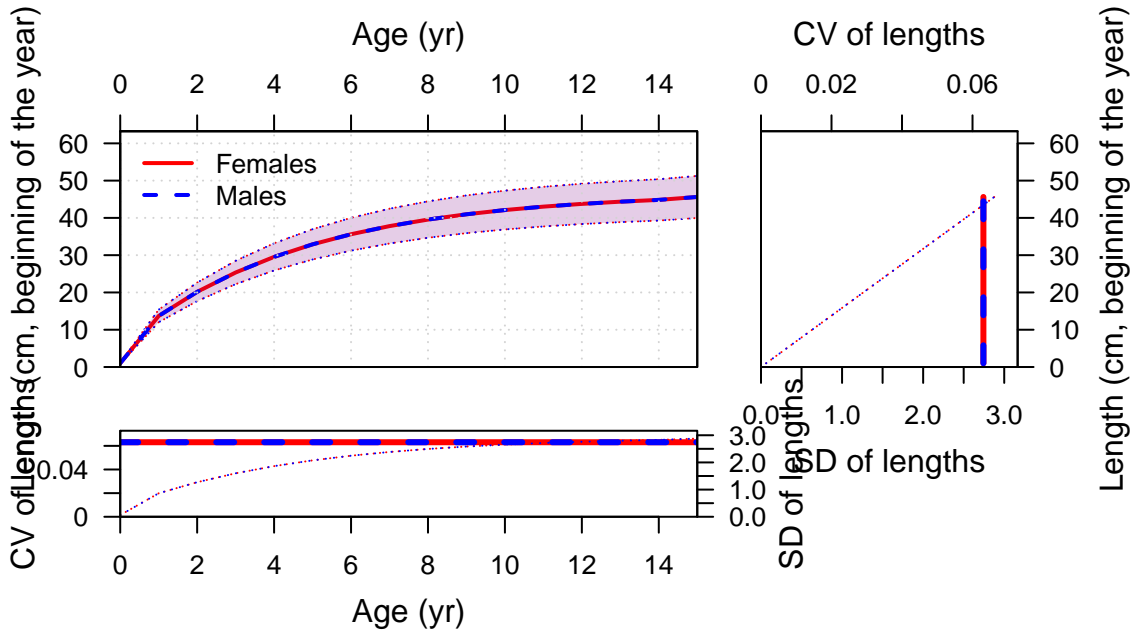 Age (yr)
CV of lengths
0 2 4 6 8 10 12 14
0 0.02 0.06
Length (cm, beginning of the year)
60
50
40
30
20
10
0
Females
Males
60
50
40
30
20
10
0
Length (cm, beginning of the year)
0.0 1.0 2.0 3.0
SD of lengths
CV of lengths
0.04
0
3.0
2.0
1.0
0.0
SD of lengths
0 2 4 6 8 10 12 14
Age (yr)